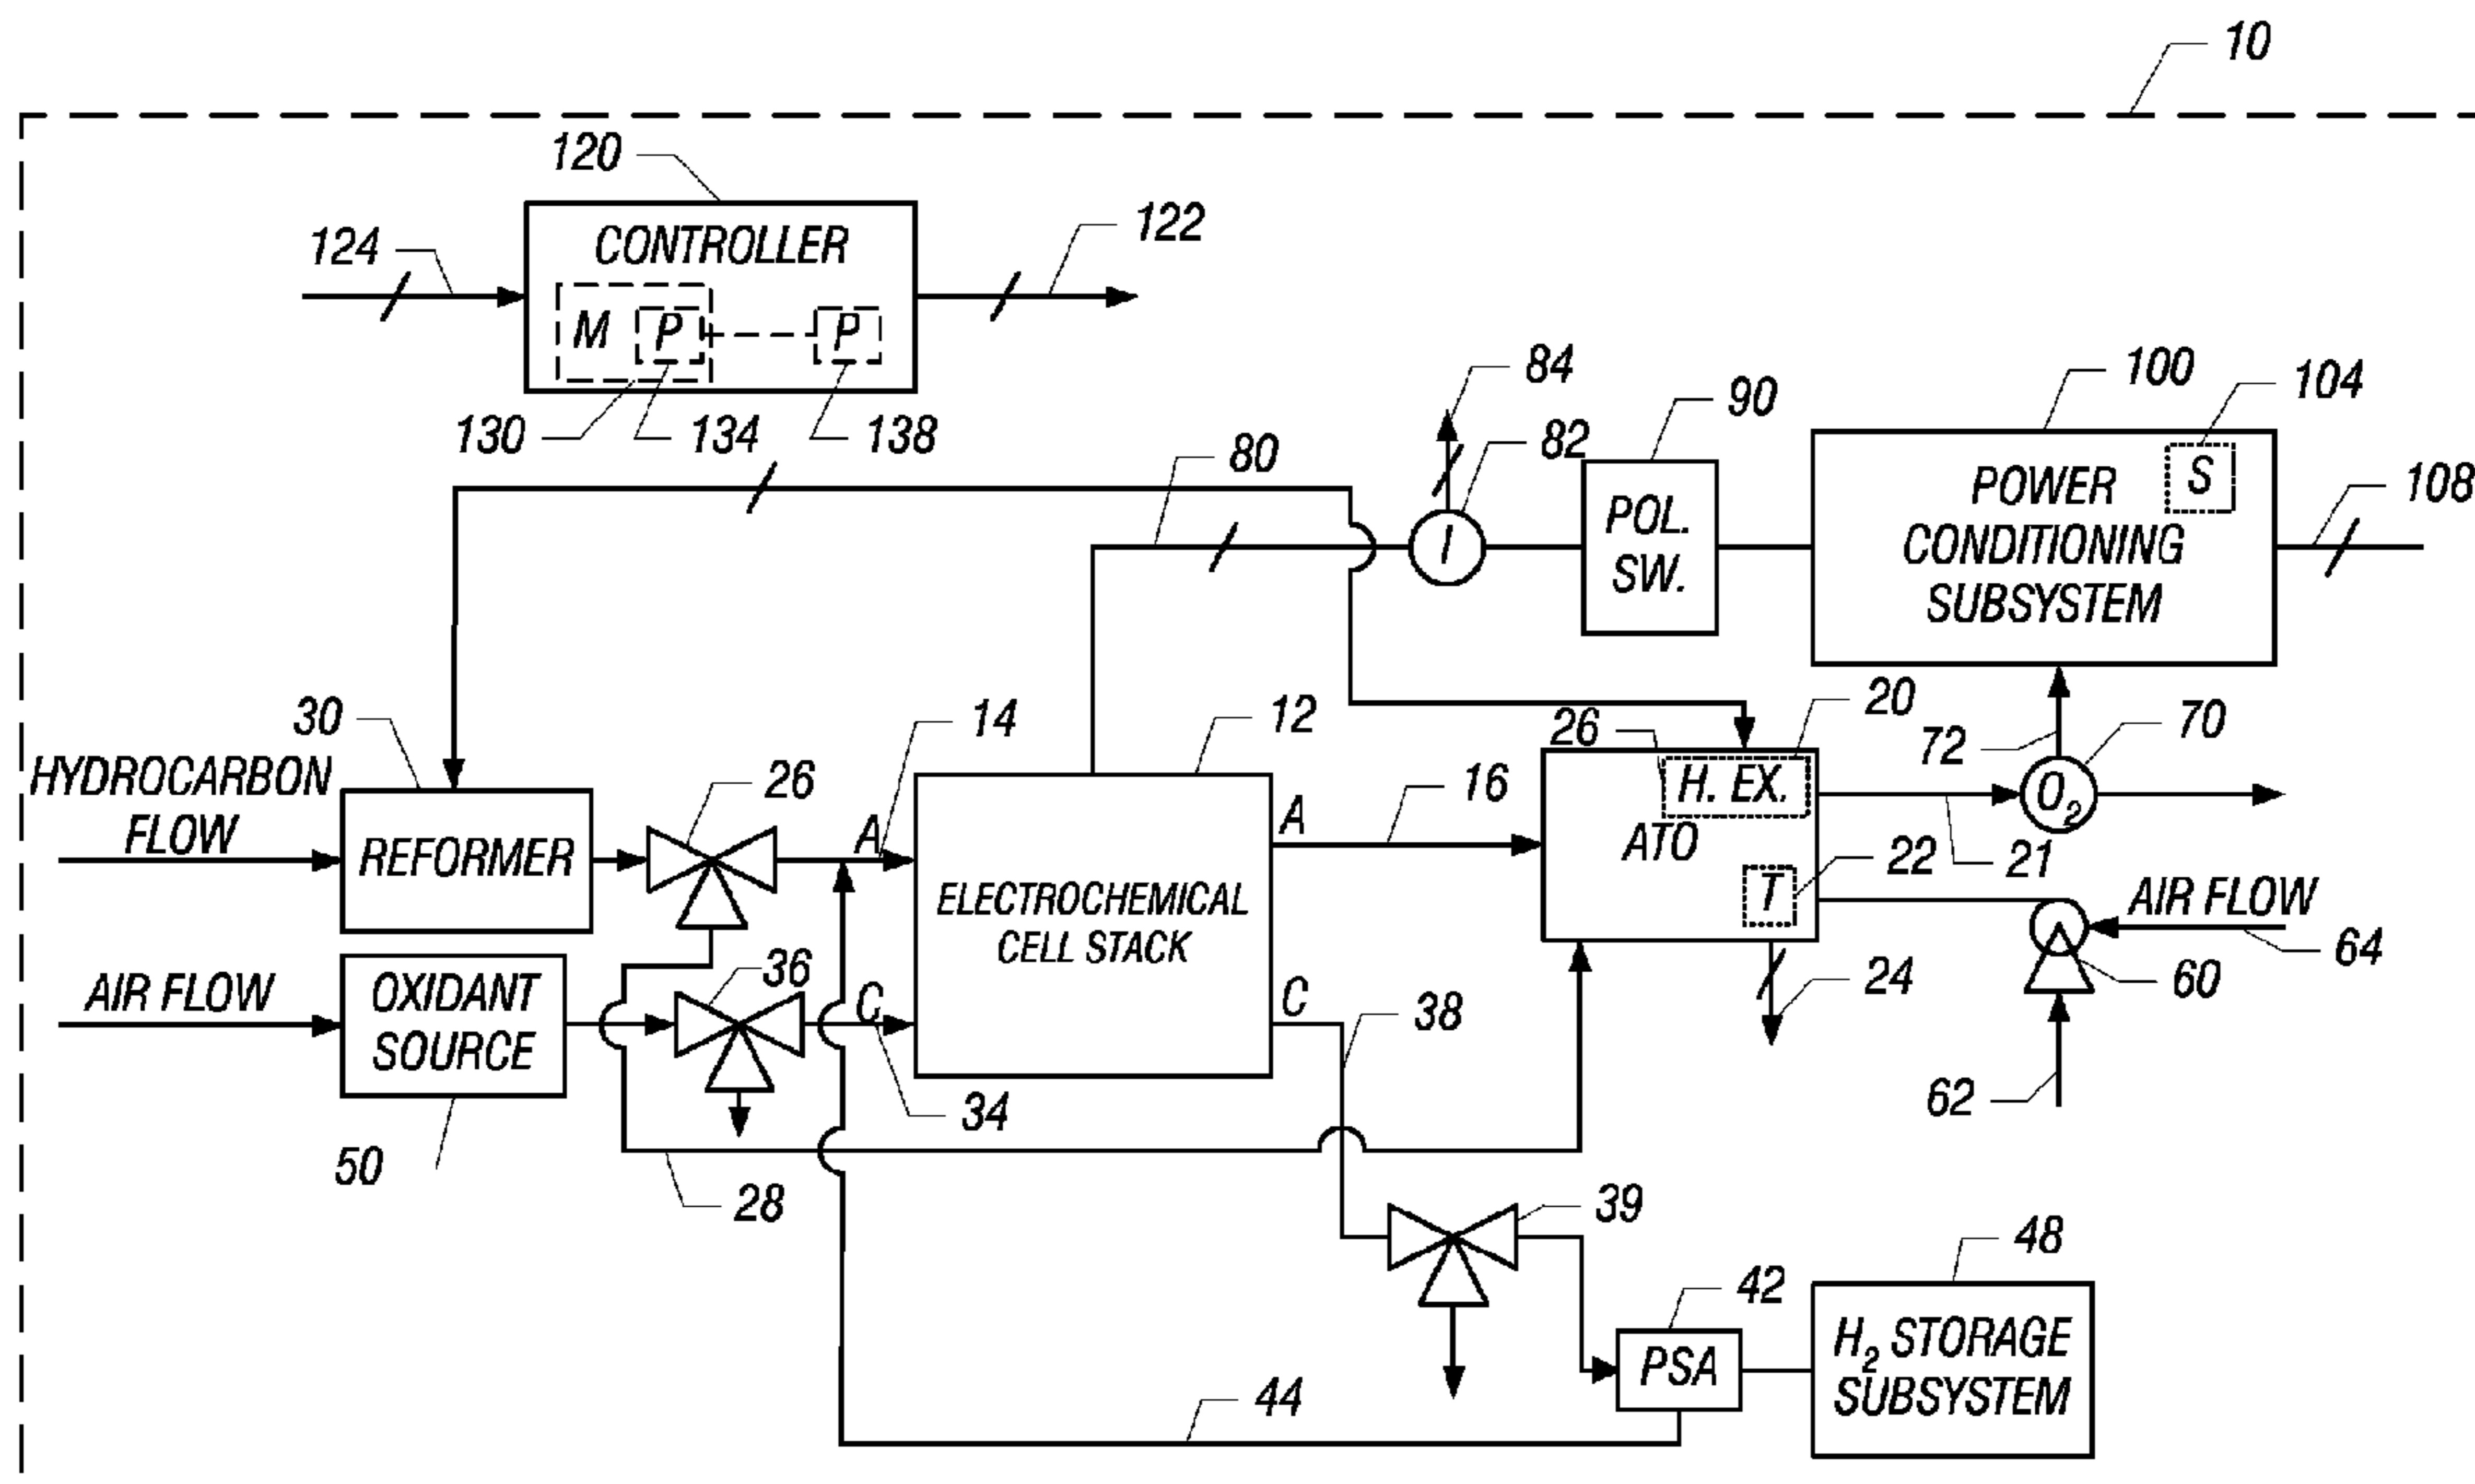 10
120
CONTROLLER
124
122
M
P
P
130
134
138
84
90
100
104
82
80
I
POL.
SW.
POWER
CONDITIONING
SUBSYSTEM
S
108
30
14
12
26
20
72
70
HYDROCARBON
FLOW
26
REFORMER
A
A
16
H. EX.
ATO
O2
21
ELECTROCHEMICAL
CELL STACK
T
22
AIR FLOW
64
AIR FLOW
OXIDANT
SOURCE
36
C
C
38
24
60
62
50
34
28
39
48
42
PSA
H2 STORAGE
SUBSYSTEM
44